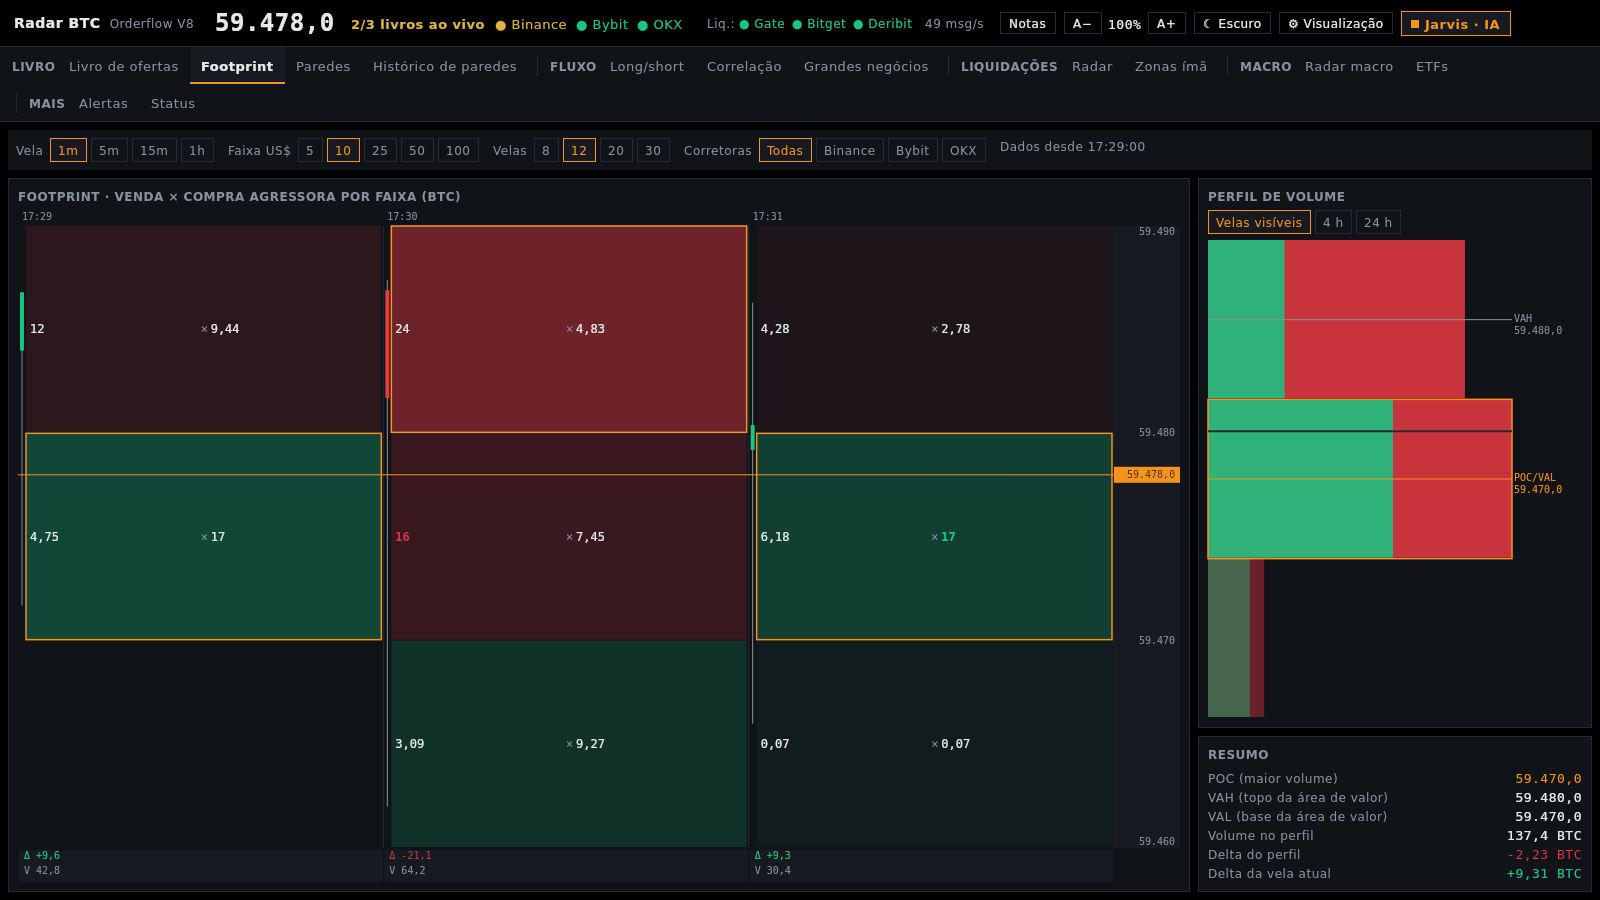 Radar BTC Orderflow V8 59.478,0 2/3 livros ao vivo ● Binance ● Bybit ● OKX Liq.: ● Gate ● Bitget ● Deribit 49 msg/s Notas A− 100% A+ ☾ Escuro ⚙ Visualização ■ Jarvis · IA
LIVRO Livro de ofertas Footprint Paredes Histórico de paredes FLUXO Long/short Correlação Grandes negócios LIQUIDAÇÕES Radar Zonas ímã MACRO Radar macro ETFs
MAIS Alertas Status
Vela 1m 5m 15m 1h Faixa US$ 5 10 25 50 100 Velas 8 12 20 30 Corretoras Todas Binance Bybit OKX Dados desde 17:29:00
FOOTPRINT · VENDA × COMPRA AGRESSORA POR FAIXA (BTC)
17:29 17:30 17:31
59.490
12 × 9,44 24 × 4,83 4,28 × 2,78
59.480
59.478,0
4,75 × 17 16 × 7,45 6,18 × 17
59.470
3,09 × 9,27 0,07 × 0,07
59.460
Δ +9,6 Δ -21,1 Δ +9,3
V 42,8 V 64,2 V 30,4
PERFIL DE VOLUME
Velas visíveis 4 h 24 h
VAH
59.480,0
POC/VAL
59.470,0
RESUMO
POC (maior volume) 59.470,0
VAH (topo da área de valor) 59.480,0
VAL (base da área de valor) 59.470,0
Volume no perfil 137,4 BTC
Delta do perfil -2,23 BTC
Delta da vela atual +9,31 BTC